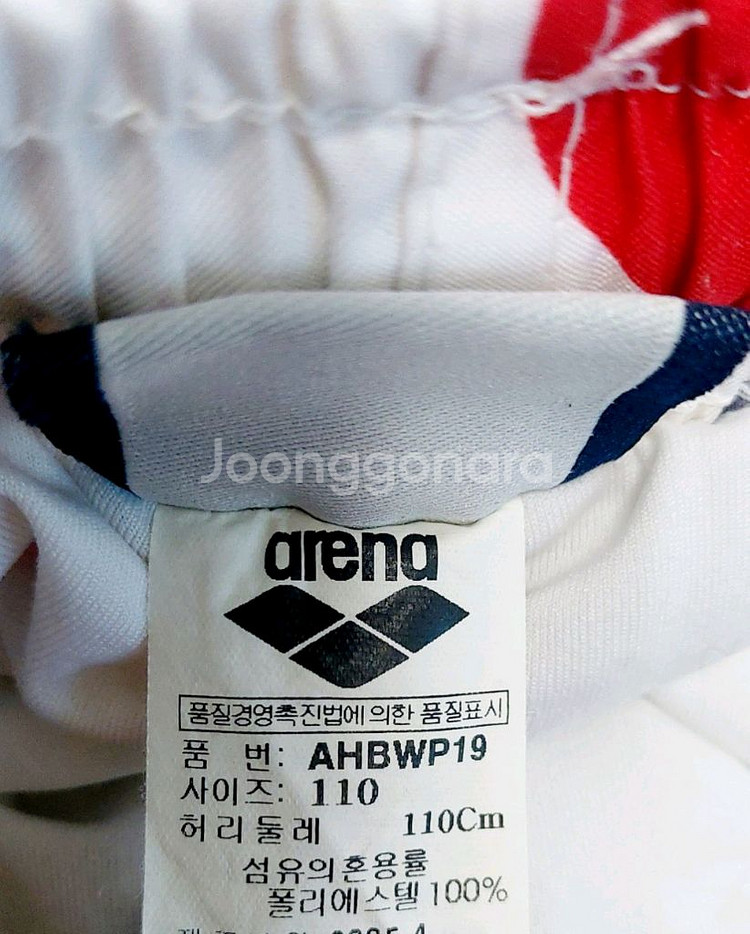 Joonggonara
arena
품질경영촉진법에 의한 품질표시
품 번: AHBWP19
사이즈: 110
허리둘레 110Cm
섬유의혼용률
폴리에스텔 100%